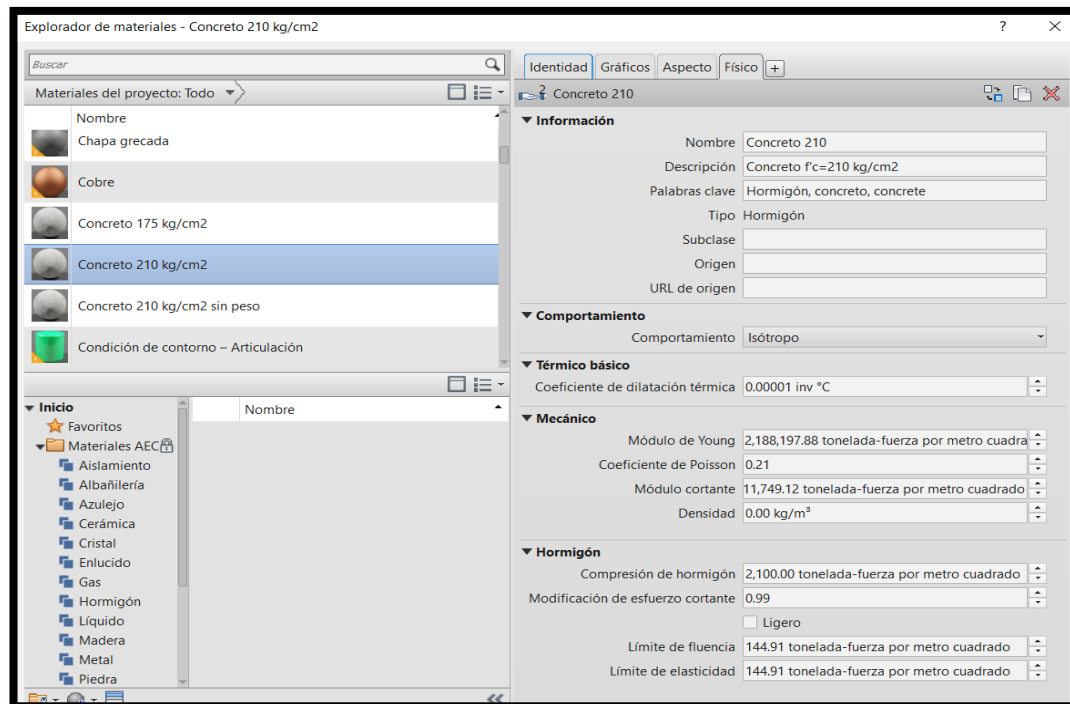 Explorador de materiales - Concreto 210 kg/cm2
? ×
Buscar
Materiales del proyecto: Todo
Nombre
Chapa grecada
Cobre
Concreto 175 kg/cm2
Concreto 210 kg/cm2
Concreto 210 kg/cm2 sin peso
Condición de contorno – Articulación
Inicio
Favoritos
Materiales AEC
Aislamiento
Albañilería
Azulejo
Cerámica
Cristal
Enlucido
Gas
Hormigón
Líquido
Madera
Metal
Piedra
Nombre
Identidad Gráficos Aspecto Físico +
2 Concreto 210
Información
Nombre Concreto 210
Descripción Concreto f'c=210 kg/cm2
Palabras clave Hormigón, concreto, concrete
Tipo Hormigón
Subclase
Origen
URL de origen
Comportamiento
Comportamiento Isótropo
Térmico básico
Coeficiente de dilatación térmica 0.00001 inv °C
Mecánico
Módulo de Young 2,188,197.88 tonelada-fuerza por metro cuadra
Coeficiente de Poisson 0.21
Módulo cortante 11,749.12 tonelada-fuerza por metro cuadrado
Densidad 0.00 kg/m³
Hormigón
Compresión de hormigón 2,100.00 tonelada-fuerza por metro cuadrado
Modificación de esfuerzo cortante 0.99
Ligero
Límite de fluencia 144.91 tonelada-fuerza por metro cuadrado
Límite de elasticidad 144.91 tonelada-fuerza por metro cuadrado